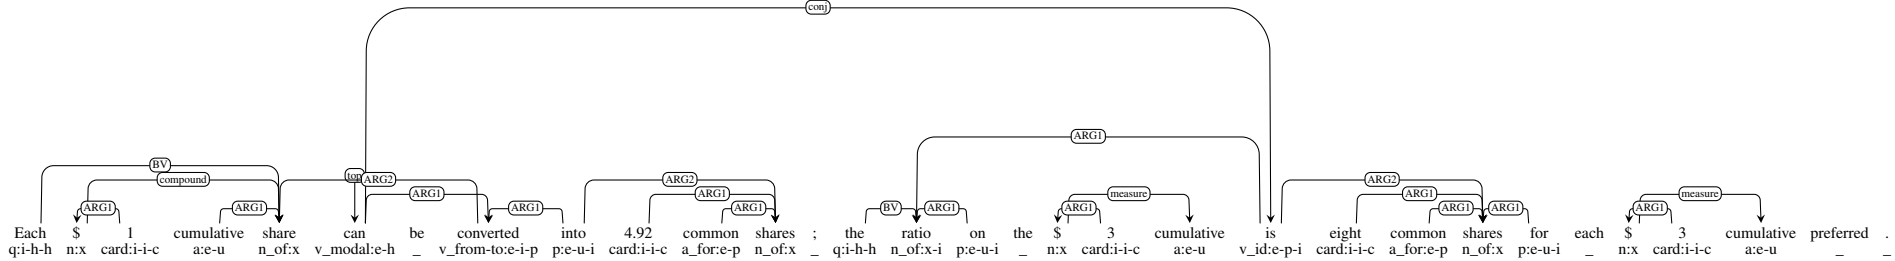 conj
ARG1
BV
compound
top
ARG2
ARG2
ARG2
ARG1
ARG1
ARG1
measure
measure
ARG1
ARG1
ARG1
ARG1
BV
ARG1
ARG1
ARG1
ARG1
ARG1
Each $ 1 cumulative share can be converted into 4.92 common shares ; the ratio on the $ 3 cumulative is eight common shares for each $ 3 cumulative preferred .
q:i-h-h n:x card:i-i-c a:e-u n_of:x v_modal:e-h _ v_from-to:e-i-p p:e-u-i card:i-i-c a_for:e-p n_of:x _ q:i-h-h n_of:x-i p:e-u-i _ n:x card:i-i-c a:e-u v_id:e-p-i card:i-i-c a_for:e-p n_of:x p:e-u-i _ n:x card:i-i-c a:e-u _ _